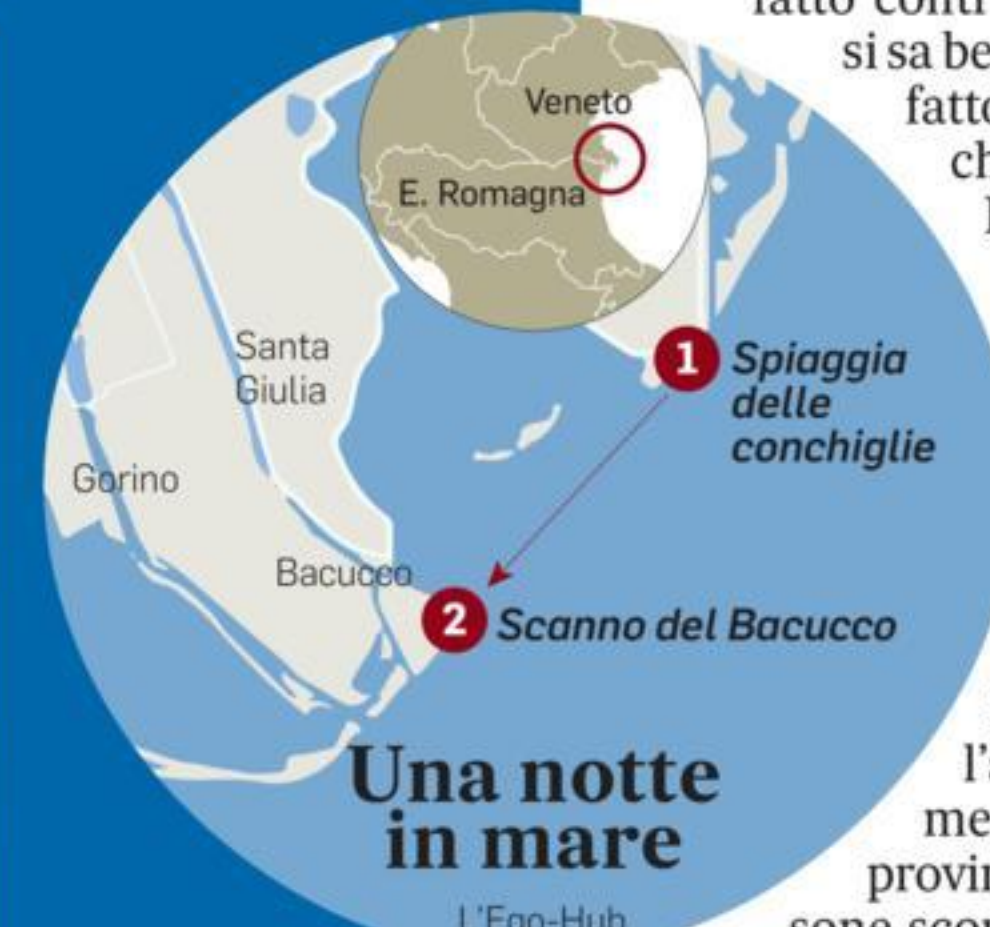 si sa be
fatto
ch
Veneto
E. Romagna
1
Spiaggia
delle
conchiglie
Santa
Giulia
Gorino
Bacucco
2
Scanno del Bacucco
Una notte
in mare
L'Ego-Hub
l'
me
provin